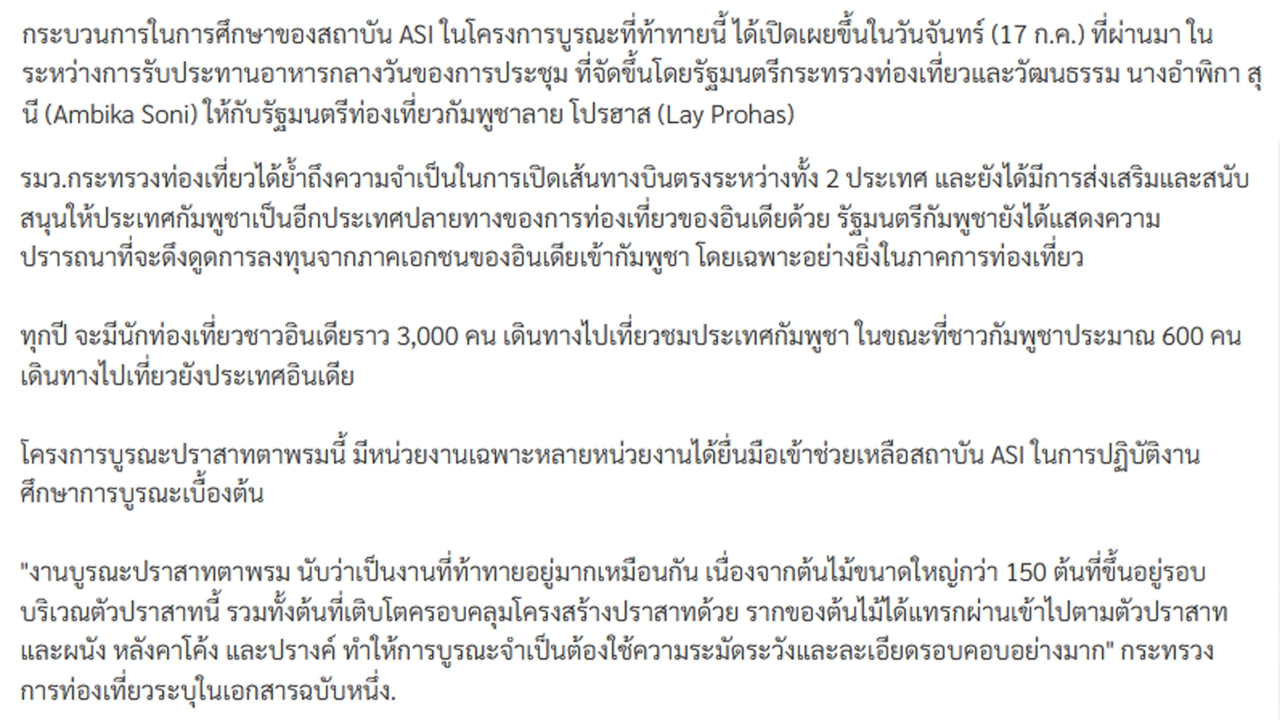 กระบวนการในการศึกษาของสถาบัน ASI ในโครงการบูรณะที่ท้าทายนี้ ได้เปิดเผยขึ้นในวันจันทร์ (17 ก.ค.) ที่ผ่านมา ใน
ระหว่างการรับประทานอาหารกลางวันของการประชุม ที่จัดขึ้นโดยรัฐมนตรีกระทรวงท่องเที่ยวและวัฒนธรรม นางอำพิกา สุ
นี (Ambika Soni) ให้กับรัฐมนตรีท่องเที่ยวกัมพูชาลาย โปรฮาส (Lay Prohas)
รมว.กระทรวงท่องเที่ยวได้ย้ำถึงความจำเป็นในการเปิดเส้นทางบินตรงระหว่างทั้ง 2 ประเทศ และยังได้มีการส่งเสริมและสนับ
สนุนให้ประเทศกัมพูชาเป็นอีกประเทศปลายทางของการท่องเที่ยวของอินเดียด้วย รัฐมนตรีกัมพูชายังได้แสดงความ
ปรารถนาที่จะดึงดูดการลงทุนจากภาคเอกชนของอินเดียเข้ากัมพูชา โดยเฉพาะอย่างยิ่งในภาคการท่องเที่ยว
ทุกปี จะมีนักท่องเที่ยวชาวอินเดียราว 3,000 คน เดินทางไปเที่ยวชมประเทศกัมพูชา ในขณะที่ชาวกัมพูชาประมาณ 600 คน
เดินทางไปเที่ยวยังประเทศอินเดีย
โครงการบูรณะปราสาทตาพรมนี้ มีหน่วยงานเฉพาะหลายหน่วยงานได้ยื่นมือเข้าช่วยเหลือสถาบัน ASI ในการปฏิบัติงาน
ศึกษาการบูรณะเบื้องต้น
"งานบูรณะปราสาทตาพรม นับว่าเป็นงานที่ท้าทายอยู่มากเหมือนกัน เนื่องจากต้นไม้ขนาดใหญ่กว่า 150 ต้นที่ขึ้นอยู่รอบ
บริเวณตัวปราสาทนี้ รวมทั้งต้นที่เติบโตครอบคลุมโครงสร้างปราสาทด้วย รากของต้นไม้ได้แทรกผ่านเข้าไปตามตัวปราสาท
และผนัง หลังคาโค้ง และปรางค์ ทำให้การบูรณะจำเป็นต้องใช้ความระมัดระวังและละเอียดรอบคอบอย่างมาก" กระทรวง
การท่องเที่ยวระบุในเอกสารฉบับหนึ่ง.